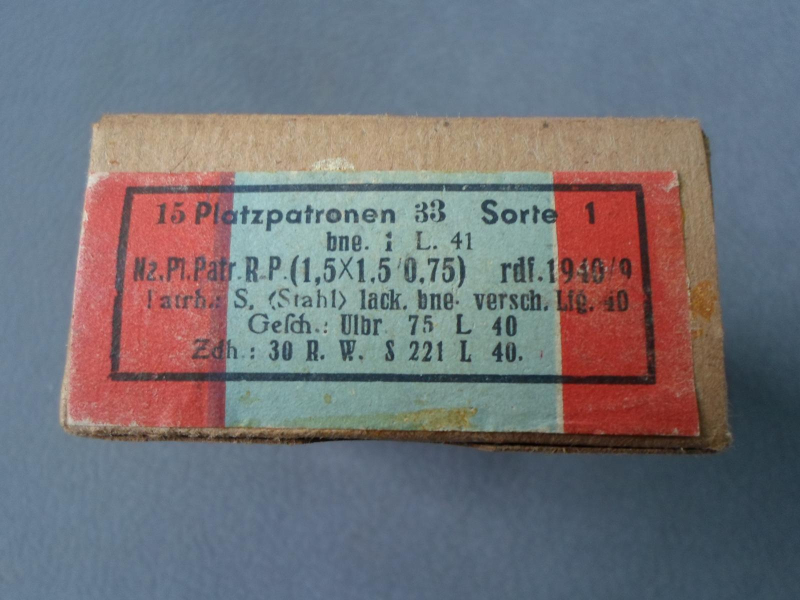 15 Platzpatronen 33 Sorte 1
bne. 1 L. 41
Nz.Pl.Patr.R.P.(1,5×1,5/0,75) rdf.1940/9
Patrh.: S. (Stahl) lack. bne. versch. Lfg. 40
Gesch.: Ulbr. 75 L 40
Zdh.: 30 R. W. S 221 L 40.